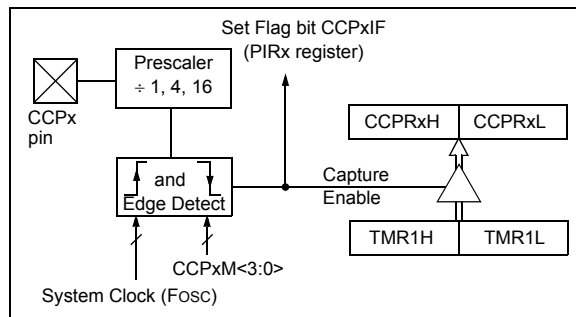 Set Flag bit CCPxIF
(PIRx register)
Prescaler
÷ 1, 4, 16
CCPx
pin
CCPRxH CCPRxL
and
Edge Detect
Capture
Enable
TMR1H TMR1L
CCPxM<3:0>
System Clock (FOSC)